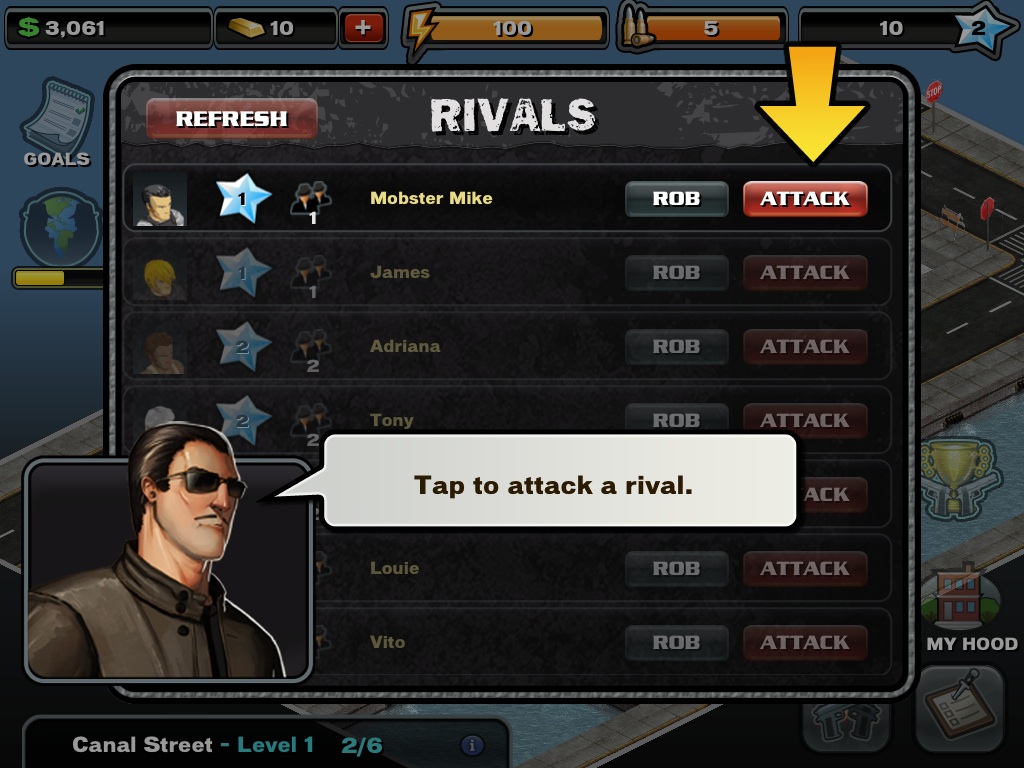 $ 3,061
10
+
100
5
10
2
REFRESH
RIVALS
STOP
GOALS
1
1
Mobster Mike
ROB
ATTACK
1
1
James
ROB
ATTACK
2
2
Adriana
ROB
ATTACK
2
2
Tony
ROB
ATTACK
Tap to attack a rival.
ACK
Louie
ROB
ATTACK
Vito
ROB
ATTACK
MY HOOD
Canal Street - Level 1 2/6
i